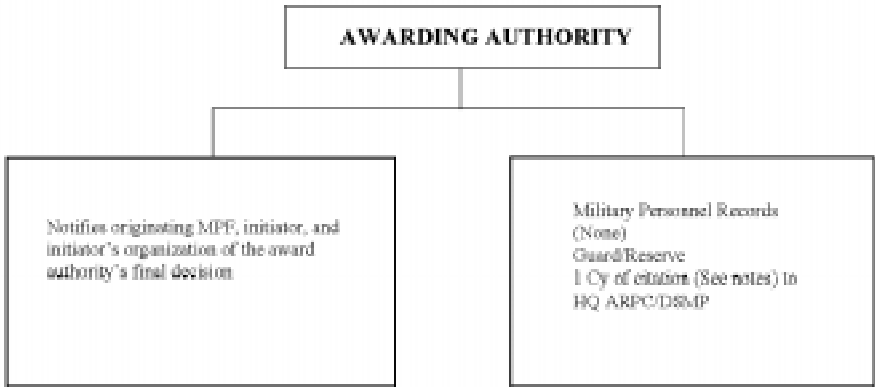 AWARDING AUTHORITY
Notifies originating MPF, initiator, and
initiator's organization of the award
authority's final decision
Military Personnel Records
(None)
Guard/Reserve
1 Cy of citation (See notes) to
HQ ARPC/DSMP